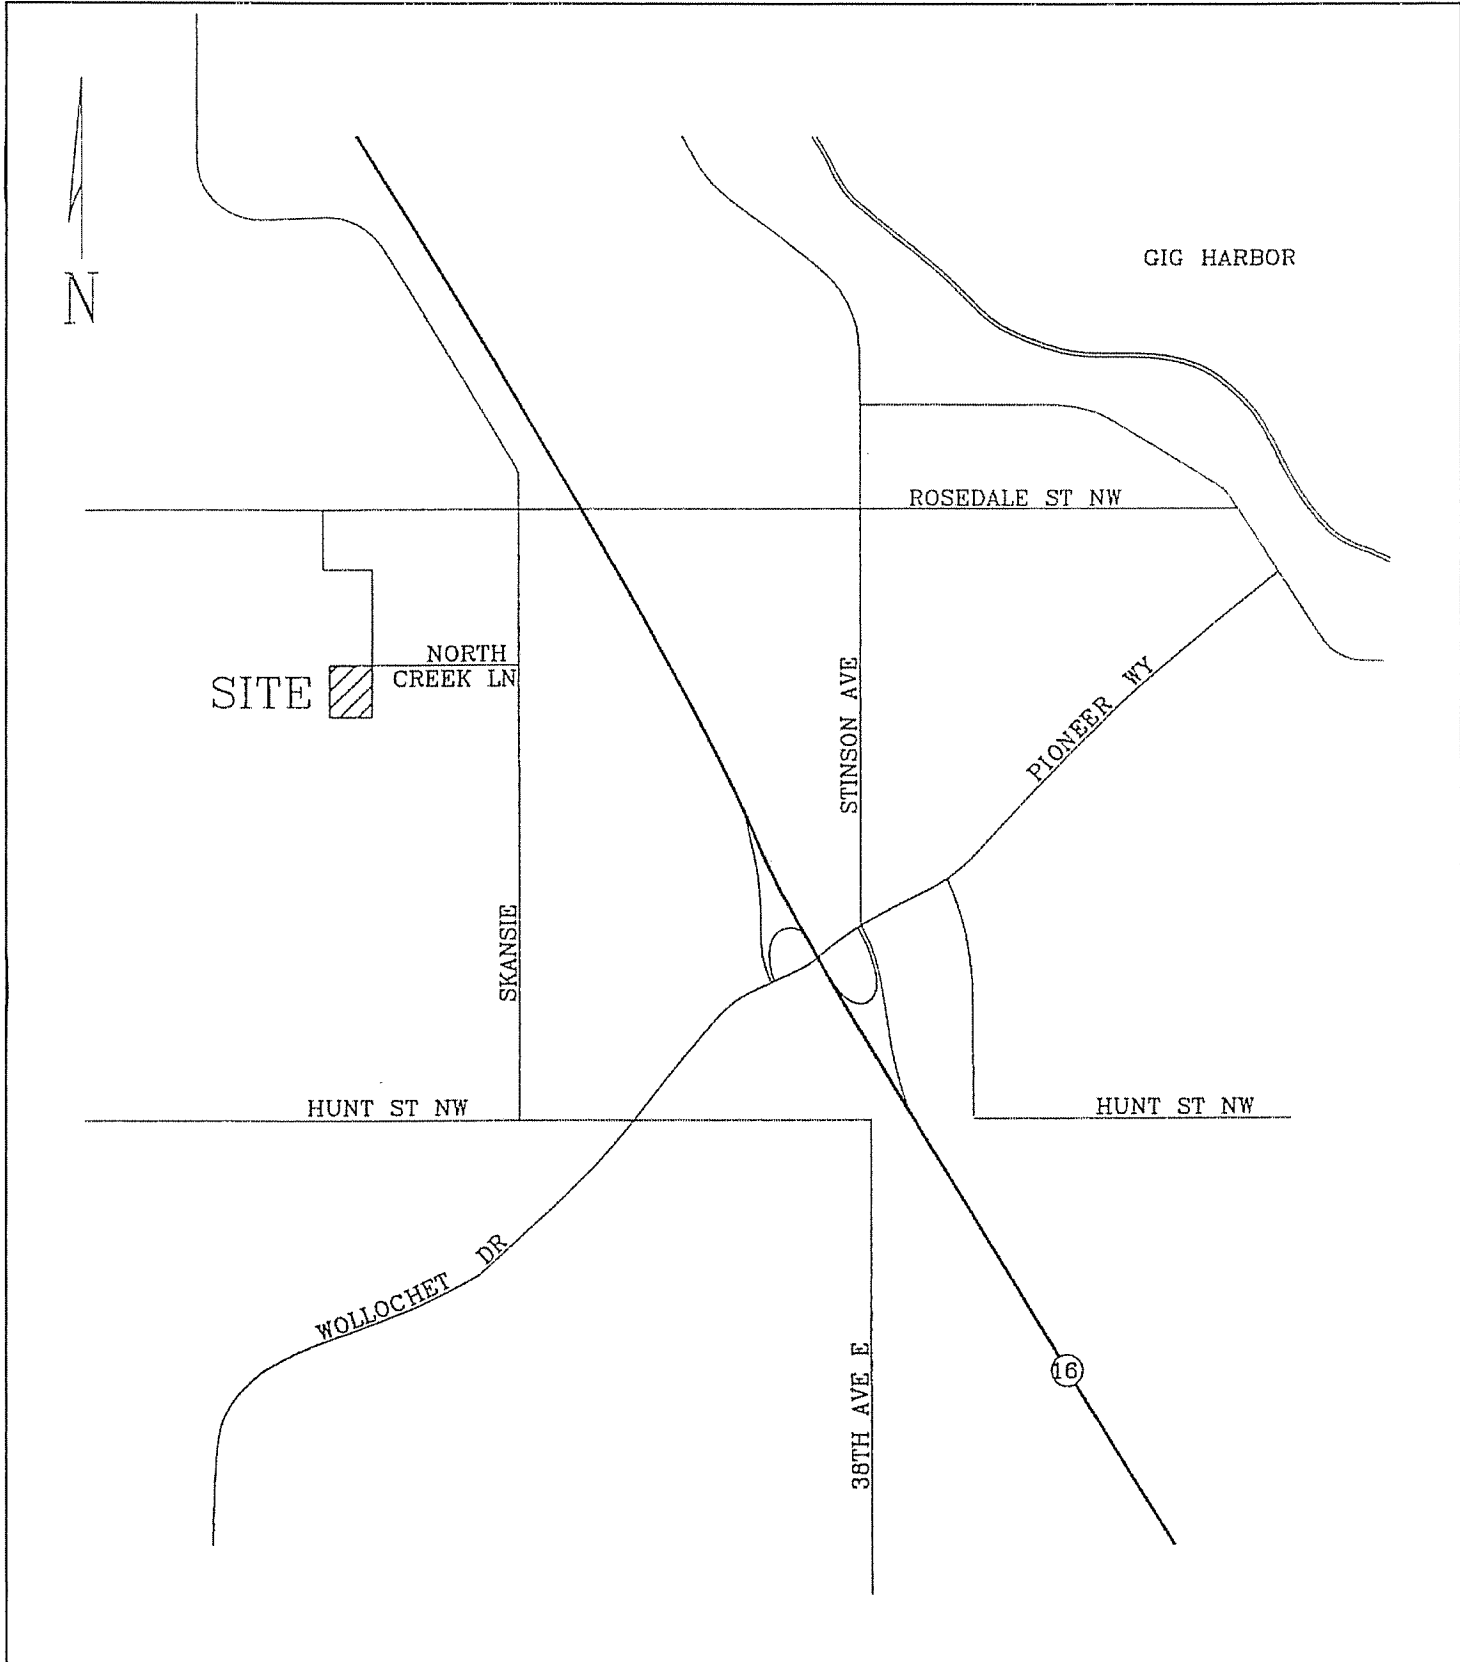 GIG HARBOR
N
ROSEDALE ST NW
NORTH
CREEK LN
SITE
STINSON AVE
PIONEER WY
SKANSIE
HUNT ST NW
HUNT ST NW
WOLLOCHET DR
38TH AVE E
16